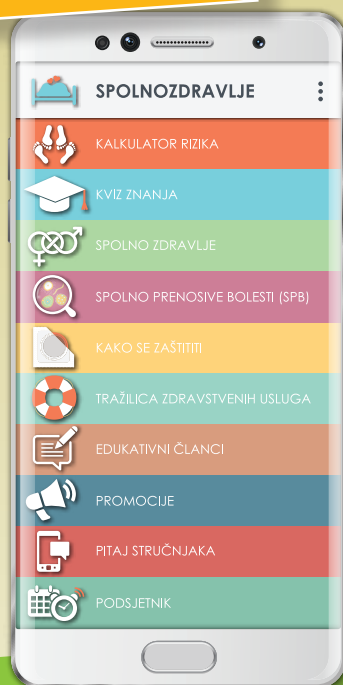 SPOLNOZDRAVLJE
KALKULATOR RIZIKA
KVIZ ZNANJA
SPOLNO ZDRAVLJE
SPOLNO PRENOSIVE BOLESTI (SPB)
KAKO SE ZAŠTITITI
TRAŽILICA ZDRAVSTVENIH USLUGA
EDUKATIVNI ČLANCI
PROMOCIJE
PITAJ STRUČNJAKA
PODSJETNIK